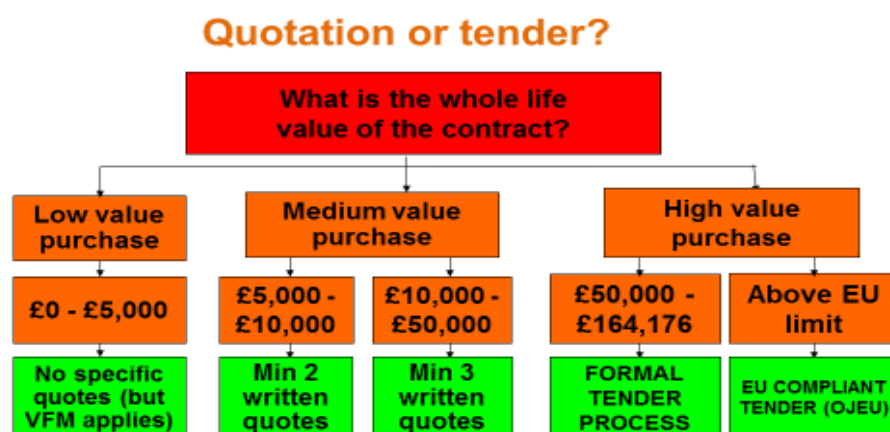 Quotation or tender?
What is the whole life
value of the contract?
Low value
purchase
Medium value
purchase
High value
purchase
£0 - £5,000
£5,000 -
£10,000
£10,000 -
£50,000
£50,000 -
£164,176
Above EU
limit
No specific
quotes (but
VFM applies)
Min 2
written
quotes
Min 3
written
quotes
FORMAL
TENDER
PROCESS
EU COMPLIANT
TENDER (OJEU)